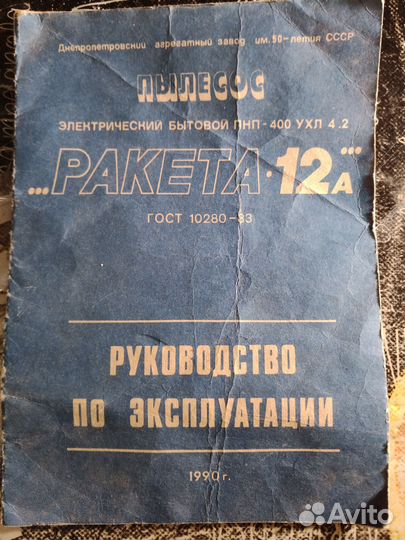 Днепропетровский агрегатный завод им. 50-летия СССР
ПЫЛЕСОС
ЭЛЕКТРИЧЕСКИЙ БЫТОВОЙ ПНП-400 УХЛ 4.2
"РАКЕТА·12А"
ГОСТ 10280-83
РУКОВОДСТВО
ПО ЭКСПЛУАТАЦИИ
1990 г.
Avito